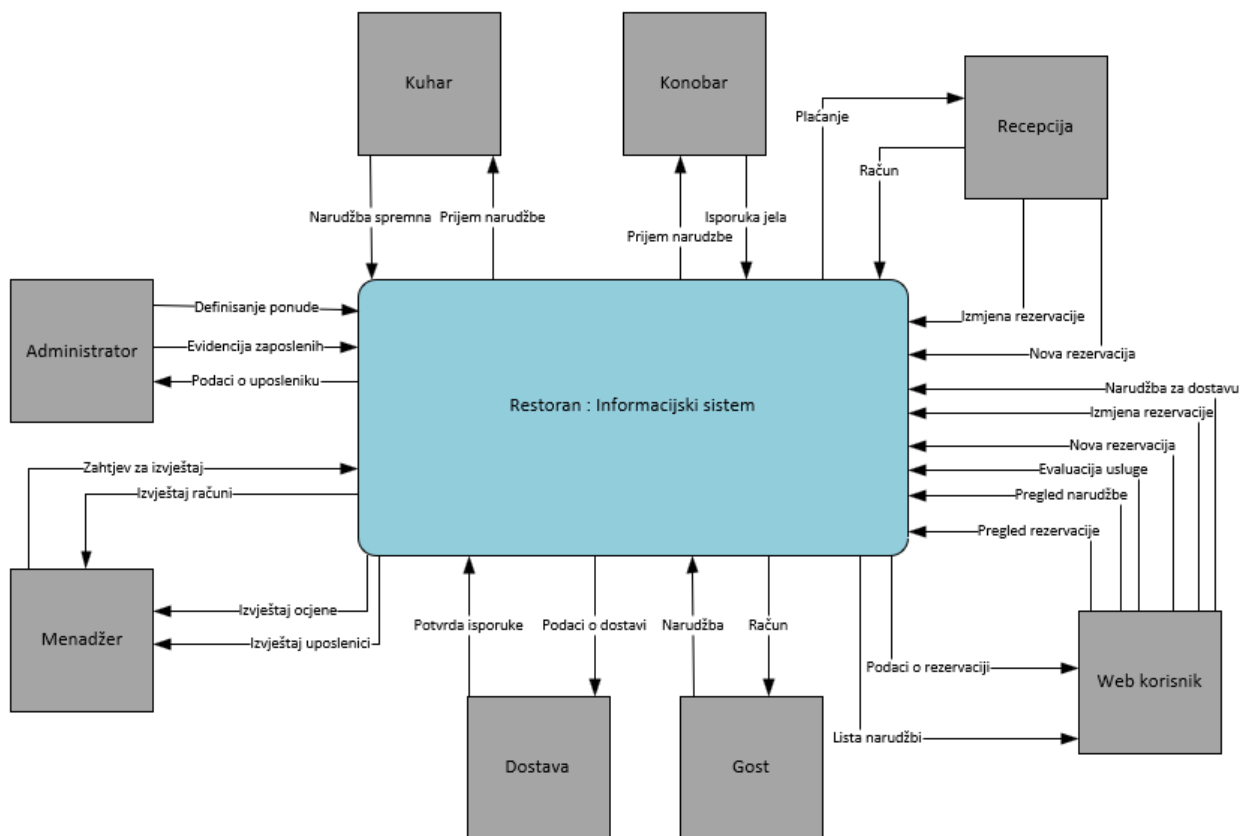 Kuhar
Konobar
Recepcija
Plaćanje
Račun
Narudžba spremna
Prijem narudžbe
Isporuka jela
Prijem narudzbe
Administrator
Definisanje ponude
Evidencija zaposlenih
Podaci o uposleniku
Restoran : Informacijski sistem
Izmjena rezervacije
Nova rezervacija
Narudžba za dostavu
Izmjena rezervacije
Nova rezervacija
Evaluacija usluge
Pregled narudžbe
Pregled rezervacije
Zahtjev za izvještaj
Izvještaj računi
Menadžer
Izvještaj ocjene
Izvještaj uposlenici
Potvrda isporuke
Podaci o dostavi
Narudžba
Račun
Podaci o rezervaciji
Lista narudžbi
Web korisnik
Dostava
Gost